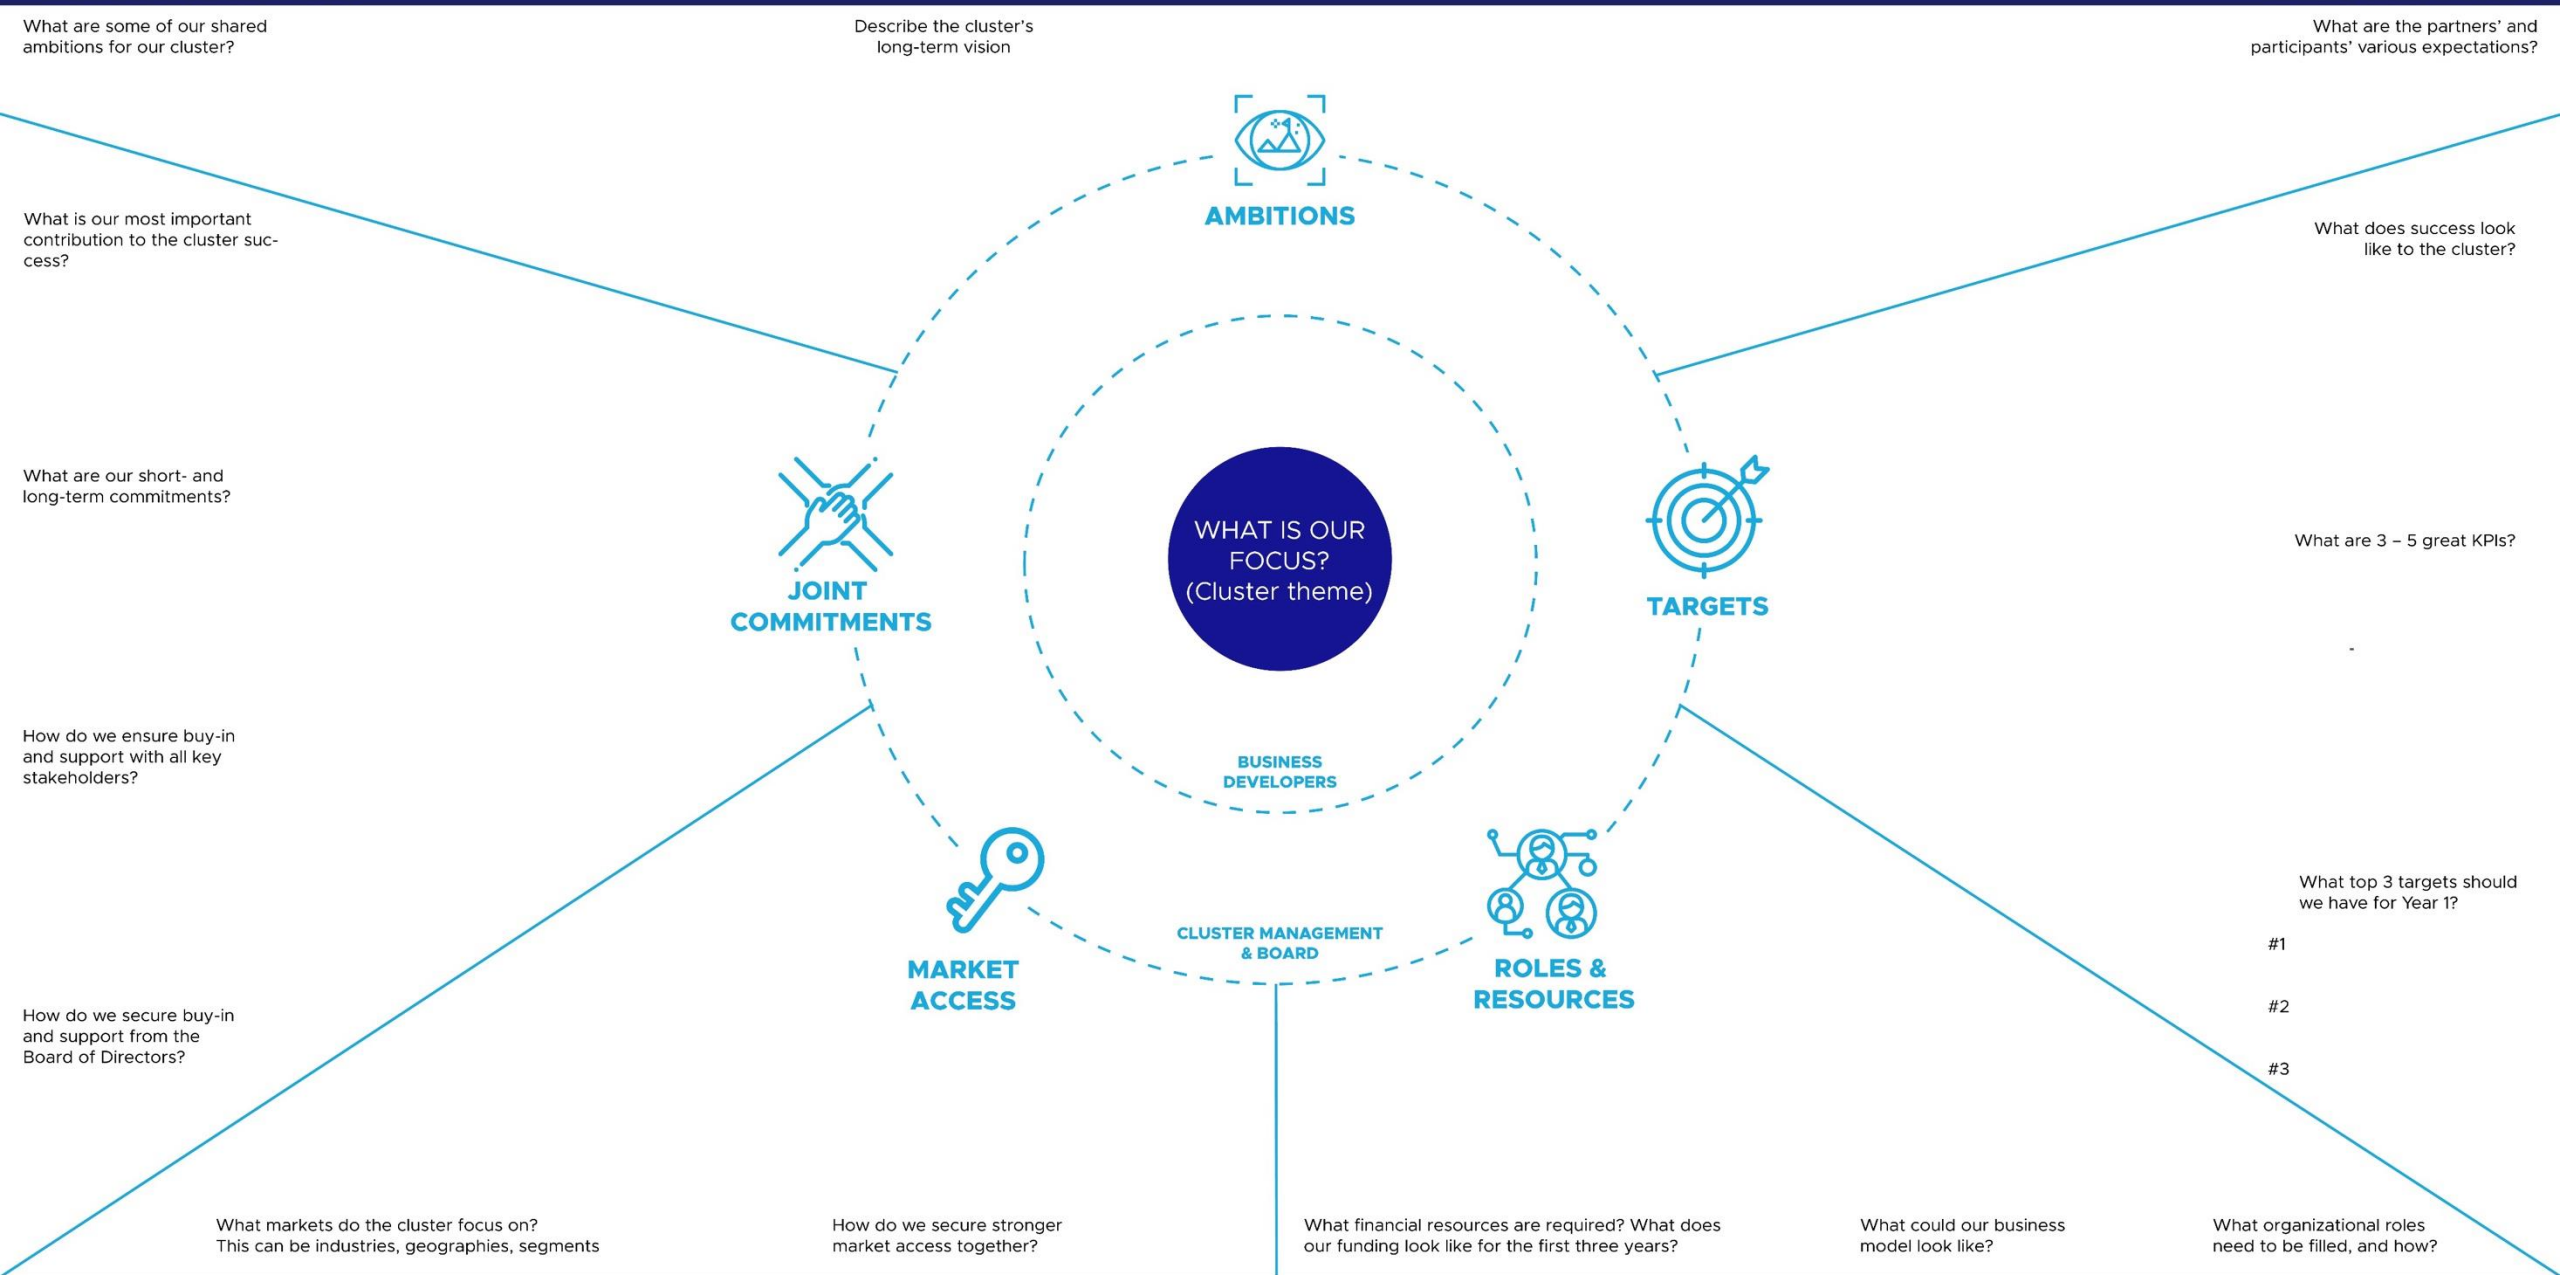 What are some of our shared
ambitions for our cluster?
Describe the cluster's
long-term vision
What are the partners' and
participants' various expectations?
AMBITIONS
What is our most important
contribution to the cluster suc-
cess?
What are our short- and
long-term commitments?
How do we ensure buy-in
and support with all key
stakeholders?
How do we secure buy-in
and support from the
Board of Directors?
JOINT
COMMITMENTS
WHAT IS OUR
FOCUS?
(Cluster theme)
BUSINESS
DEVELOPERS
CLUSTER MANAGEMENT
& BOARD
TARGETS
What does success look
like to the cluster?
What are 3 – 5 great KPIs?
-
What top 3 targets should
we have for Year 1?
#1
#2
#3
MARKET
ACCESS
What markets do the cluster focus on?
This can be industries, geographies, segments
How do we secure stronger
market access together?
ROLES &
RESOURCES
What financial resources are required? What does
our funding look like for the first three years?
What could our business
model look like?
What organizational roles
need to be filled, and how?